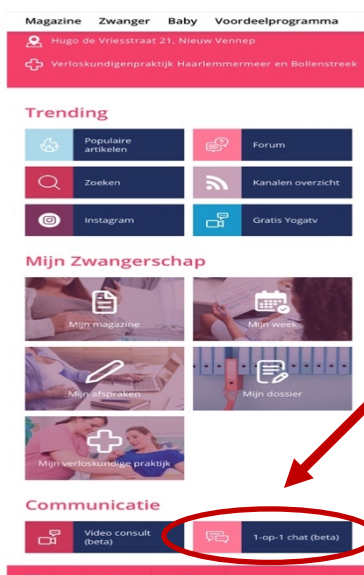 Magazine Zwanger Baby Voordeelprogramma
Hugo de Vriesstraat 21, Nieuw Vennep
Verloskundigenpraktijk Haarlemmermeer en Bollenstreek
Trending
Populaire
artikelen
Forum
Zoeken
Kanalen overzicht
Instagram
Gratis Yogatv
Mijn Zwangerschap
Mijn magazine
Mijn week
Mijn afspraken
Mijn dossier
Mijn verloskundige praktijk
Communicatie
Video consult
(beta)
1-op-1 chat (beta)